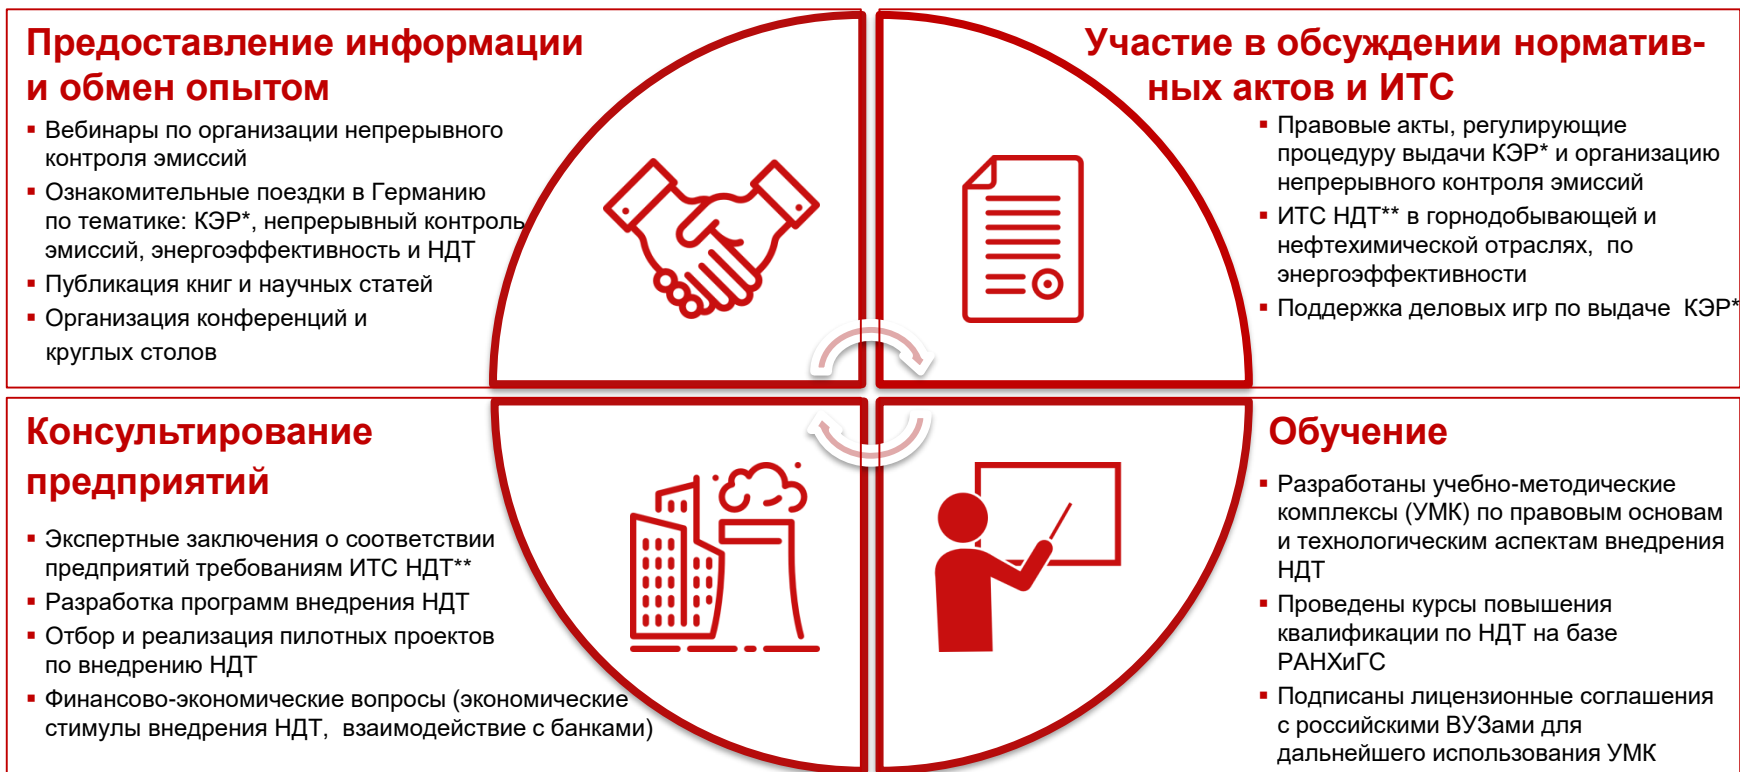 Предоставление информации
и обмен опытом
▪ Вебинары по организации непрерывного
контроля эмиссий
▪ Ознакомительные поездки в Германию
по тематике: КЭР*, непрерывный контроль
эмиссий, энергоэффективность и НДТ
▪ Публикация книг и научных статей
▪ Организация конференций и
круглых столов
Участие в обсуждении норматив-
ных актов и ИТС
▪ Правовые акты, регулирующие
процедуру выдачи КЭР* и организацию
непрерывного контроля эмиссий
▪ ИТС НДТ** в горнодобывающей и
нефтехимической отраслях, по
энергоэффективности
▪ Поддержка деловых игр по выдаче КЭР*
Консультирование
предприятий
▪ Экспертные заключения о соответствии
предприятий требованиям ИТС НДТ**
▪ Разработка программ внедрения НДТ
▪ Отбор и реализация пилотных проектов
по внедрению НДТ
▪ Финансово-экономические вопросы (экономические
стимулы внедрения НДТ, взаимодействие с банками)
Обучение
▪ Разработаны учебно-методические
комплексы (УМК) по правовым основам
и технологическим аспектам внедрения
НДТ
▪ Проведены курсы повышения
квалификации по НДТ на базе
РАНХиГС
▪ Подписаны лицензионные соглашения
с российскими ВУЗами для
дальнейшего использования УМК